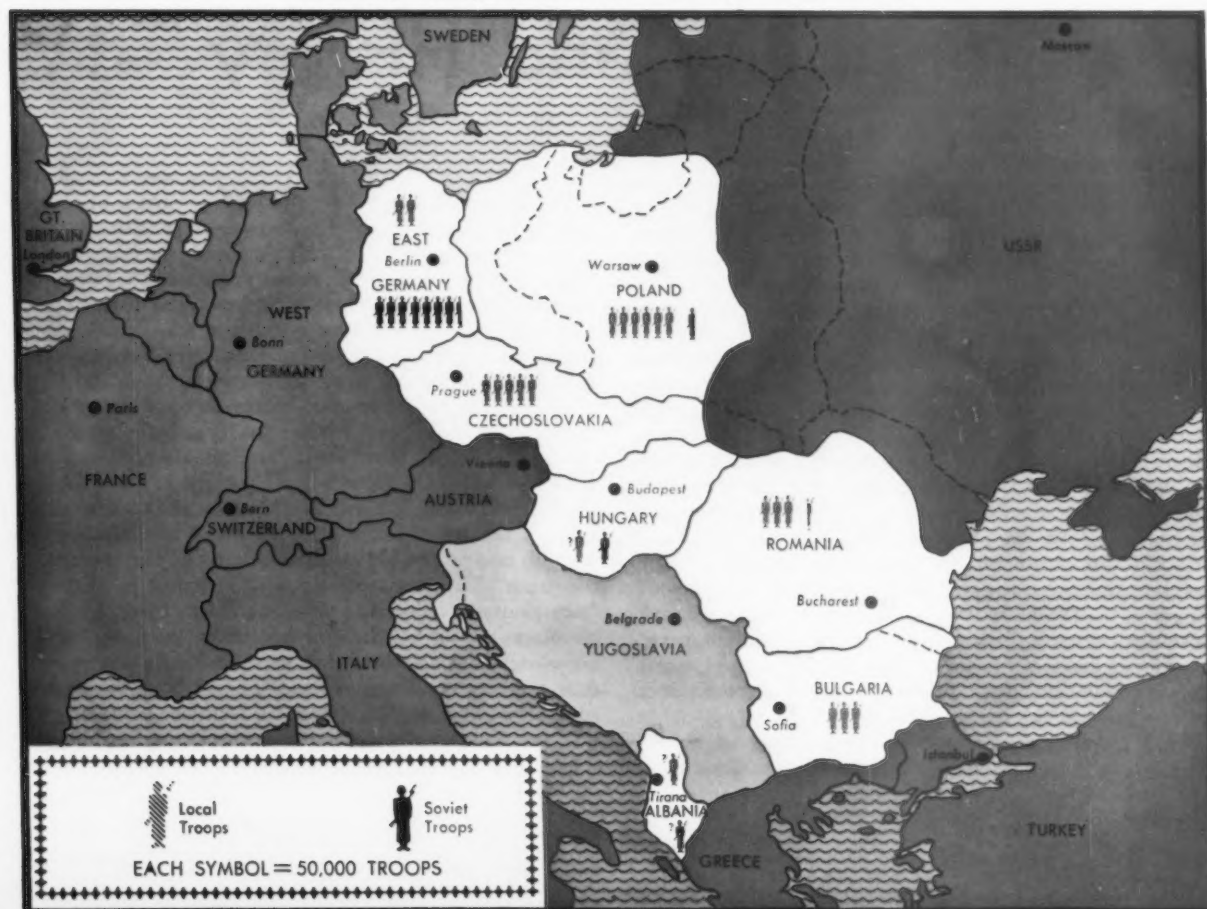 SWEDEN
Moscow
GT.
BRITAIN
London
EAST
Berlin
GERMANY
Warsaw
POLAND
USSR
WEST
Bonn
GERMANY
Prague
CZECHOSLOVAKIA
Paris
FRANCE
Vienna
AUSTRIA
Budapest
HUNGARY
?
Bern
SWITZERLAND
ROMANIA
Bucharest
Belgrade
YUGOSLAVIA
ITALY
BULGARIA
Sofia
Istanbul
?
Tirana
ALBANIA
?
GREECE
TURKEY
Local
Troops
Soviet
Troops
EACH SYMBOL = 50,000 TROOPS